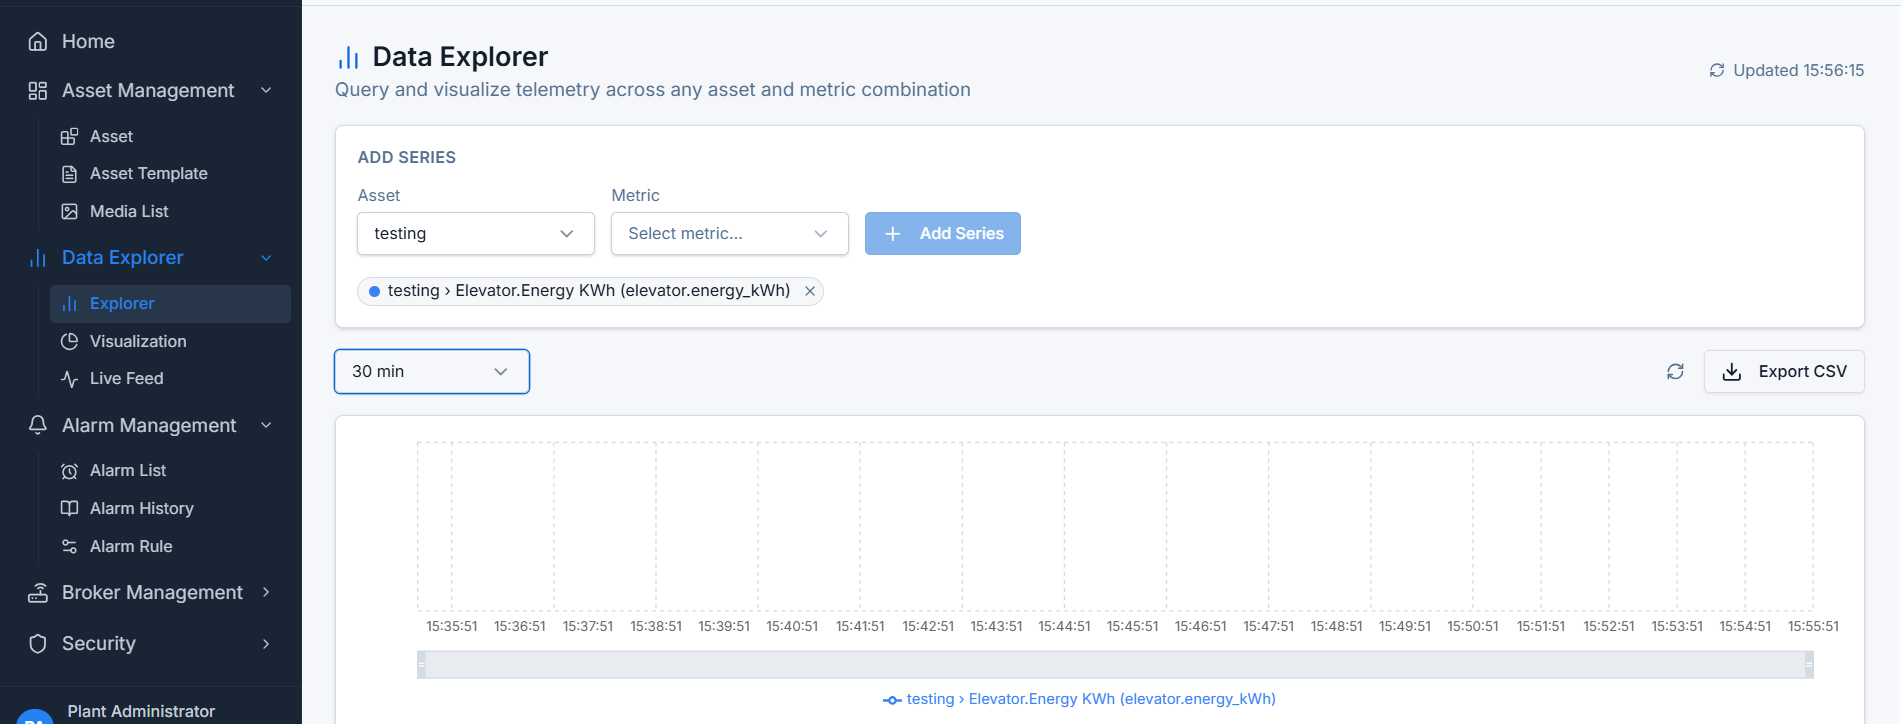 Home
Asset Management
Asset
Asset Template
Media List
Data Explorer
Explorer
Visualization
Live Feed
Alarm Management
Alarm List
Alarm History
Alarm Rule
Broker Management
Security
Plant Administrator
Data Explorer
Query and visualize telemetry across any asset and metric combination
Updated 15:56:15
ADD SERIES
Asset
Metric
testing
Select metric...
Add Series
testing › Elevator.Energy KWh (elevator.energy_kWh)
30 min
Export CSV
15:35:51 15:36:51 15:37:51 15:38:51 15:39:51 15:40:51 15:41:51 15:42:51 15:43:51 15:44:51 15:45:51 15:46:51 15:47:51 15:48:51 15:49:51 15:50:51 15:51:51 15:52:51 15:53:51 15:54:51 15:55:51
testing › Elevator.Energy KWh (elevator.energy_kWh)